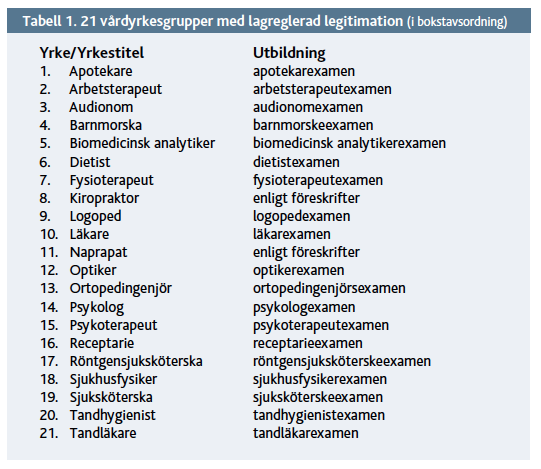 Tabell 1. 21 vårdyrkesgrupper med lagreglerad legitimation (i bokstavsordning)
Yrke/Yrkestitel Utbildning
1. Apotekare apotekarexamen
2. Arbetsterapeut arbetsterapeutexamen
3. Audionom audionomexamen
4. Barnmorska barnmorskeexamen
5. Biomedicinsk analytiker biomedicinsk analytikerexamen
6. Dietist dietistexamen
7. Fysioterapeut fysioterapeutexamen
8. Kiropraktor enligt föreskrifter
9. Logoped logopedexamen
10. Läkare läkarexamen
11. Naprapat enligt föreskrifter
12. Optiker optikerexamen
13. Ortopedingenjör ortopedingenjörsexamen
14. Psykolog psykologexamen
15. Psykoterapeut psykoterapeutexamen
16. Receptarie receptarieexamen
17. Röntgensjuksköterska röntgensjuksköterskeexamen
18. Sjukhusfysiker sjukhusfysikerexamen
19. Sjuksköterska sjuksköterskeexamen
20. Tandhygienist tandhygienistexamen
21. Tandläkare tandläkarexamen